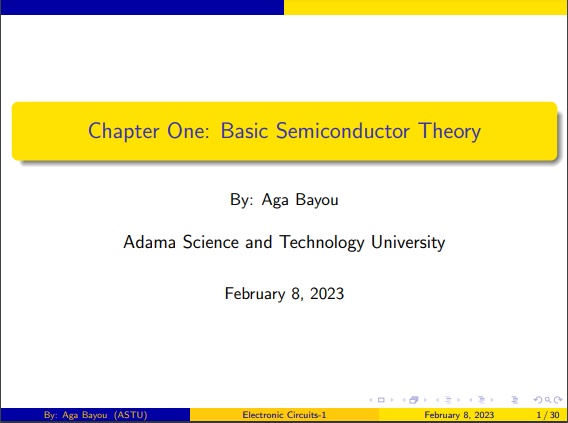 Chapter One: Basic Semiconductor Theory
By: Aga Bayou
Adama Science and Technology University
February 8, 2023
By: Aga Bayou (ASTU)
Electronic Circuits-1
February 8, 2023
1 / 30